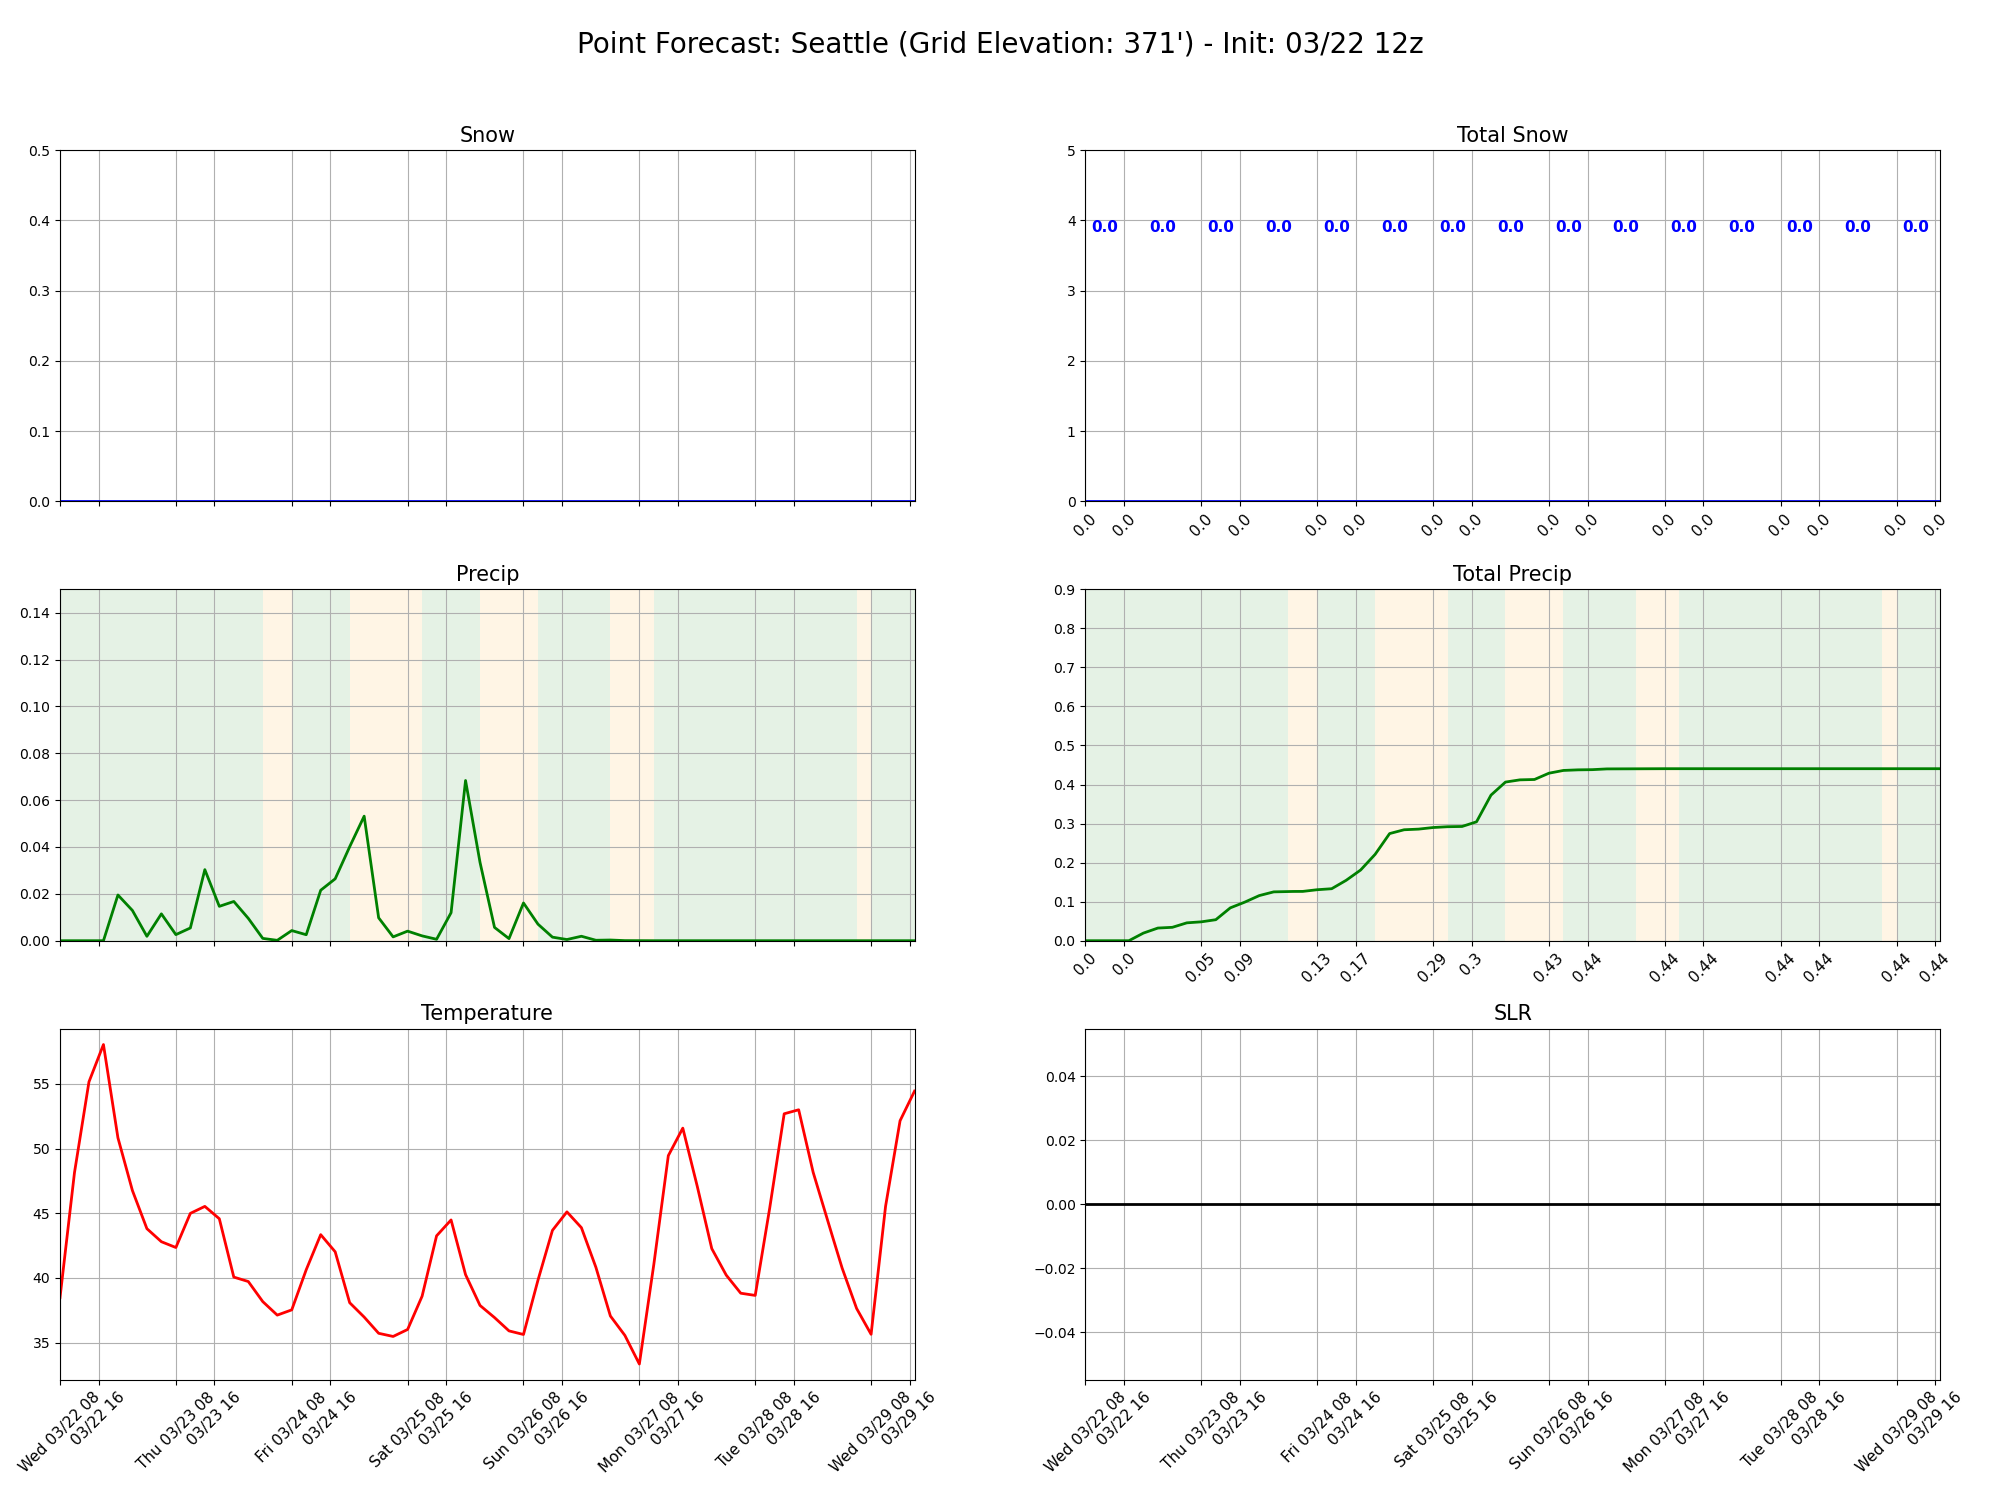 Point Forecast: Seattle (Grid Elevation: 371') - Init: 03/22 12z
Snow
0.5
0.4
0.3
0.2
0.1
0.0
Total Snow
5
4
3
2
1
0
0.0 0.0 0.0 0.0 0.0 0.0 0.0 0.0 0.0 0.0 0.0 0.0 0.0 0.0 0.0
0.0 0.0 0.0 0.0 0.0 0.0 0.0 0.0 0.0 0.0 0.0 0.0 0.0 0.0 0.0 0.0
Precip
0.14
0.12
0.10
0.08
0.06
0.04
0.02
0.00
Total Precip
0.9
0.8
0.7
0.6
0.5
0.4
0.3
0.2
0.1
0.0
0.0 0.0 0.05 0.09 0.13 0.17 0.29 0.3 0.43 0.44 0.44 0.44 0.44 0.44 0.44 0.44
Temperature
55
50
45
40
35
Wed 03/22 08
03/22 16
Thu 03/23 08
03/23 16
Fri 03/24 08
03/24 16
Sat 03/25 08
03/25 16
Sun 03/26 08
03/26 16
Mon 03/27 08
03/27 16
Tue 03/28 08
03/28 16
Wed 03/29 08
03/29 16
SLR
0.04
0.02
0.00
−0.02
−0.04
Wed 03/22 08
03/22 16
Thu 03/23 08
03/23 16
Fri 03/24 08
03/24 16
Sat 03/25 08
03/25 16
Sun 03/26 08
03/26 16
Mon 03/27 08
03/27 16
Tue 03/28 08
03/28 16
Wed 03/29 08
03/29 16